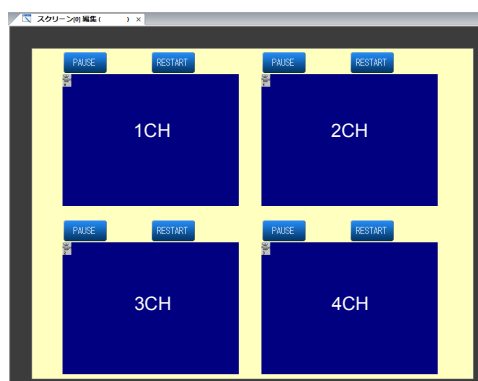 スクリーン[0] 編集 ( ) ×
PAUSE RESTART PAUSE RESTART
1CH 2CH
PAUSE RESTART PAUSE RESTART
3CH 4CH